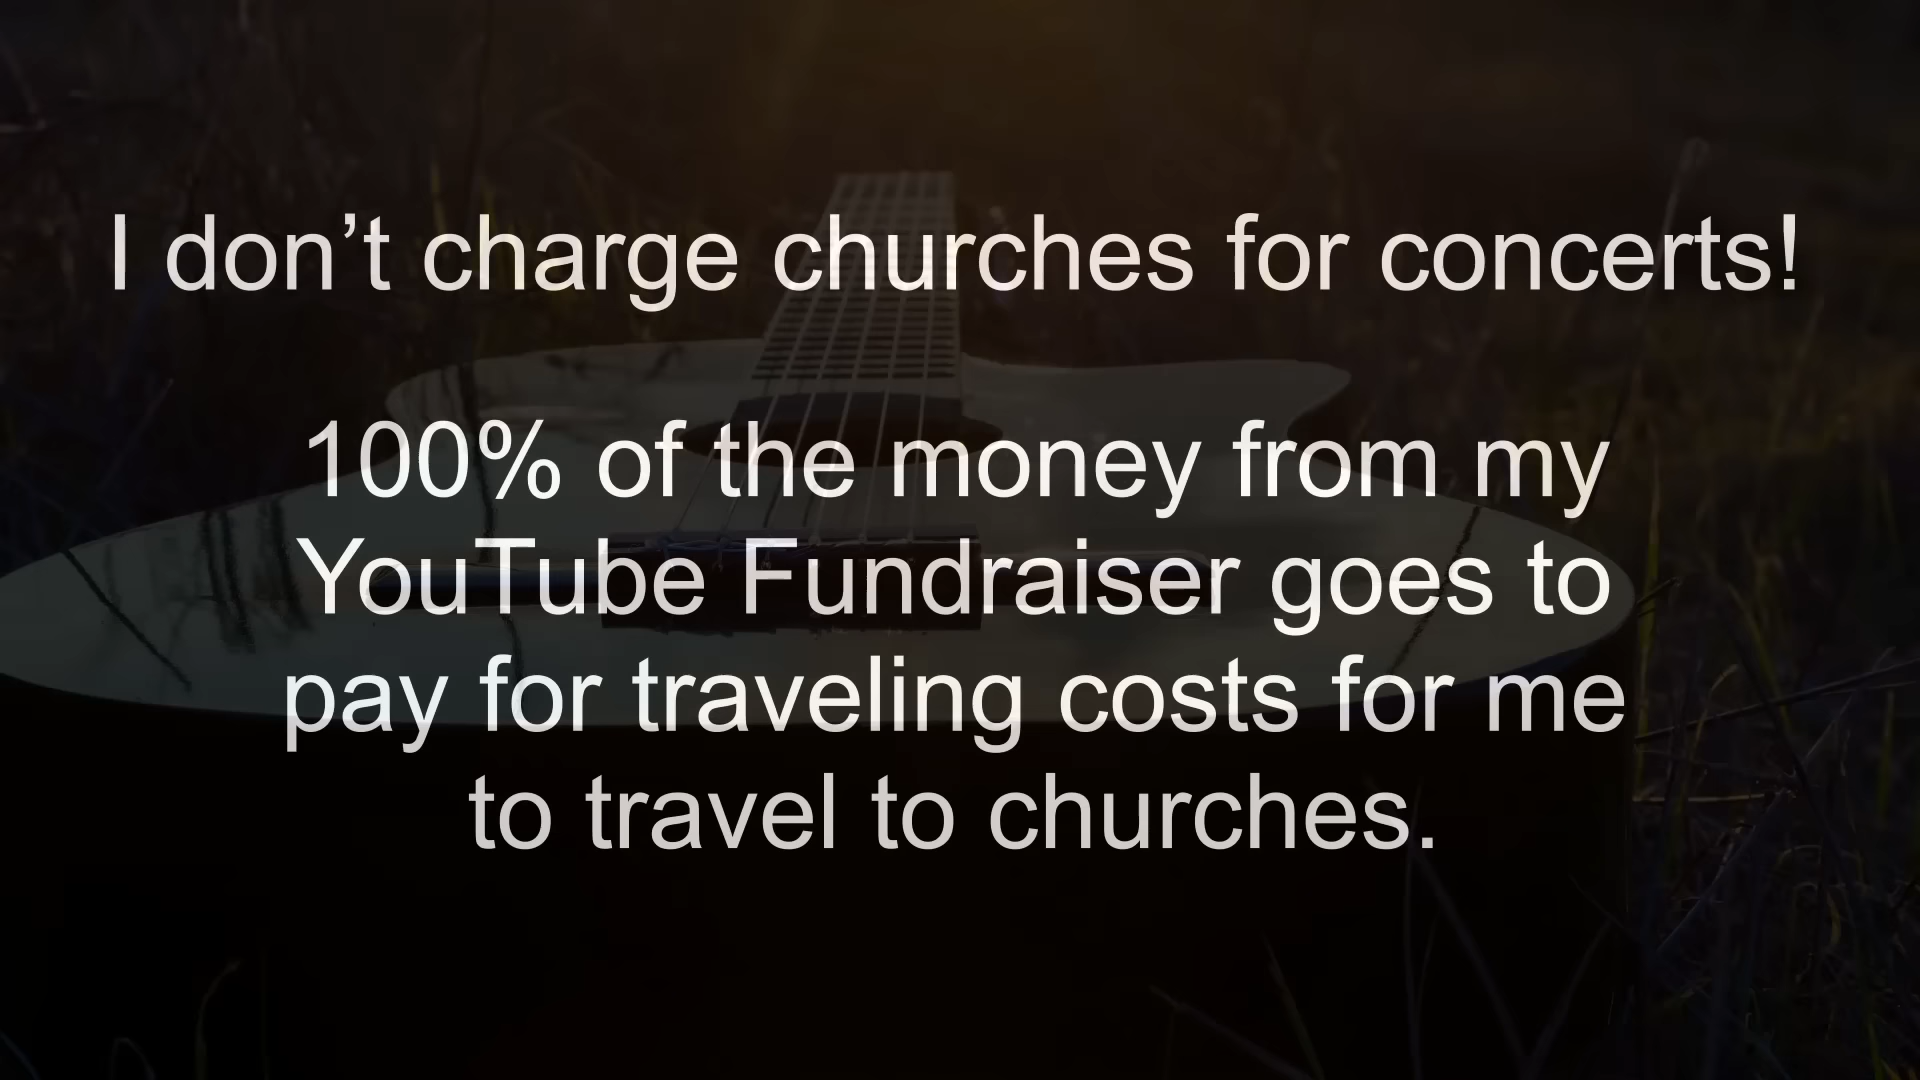 I don’t charge churches for concerts!
100% of the money from my
YouTube Fundraiser goes to
pay for traveling costs for me
to travel to churches.